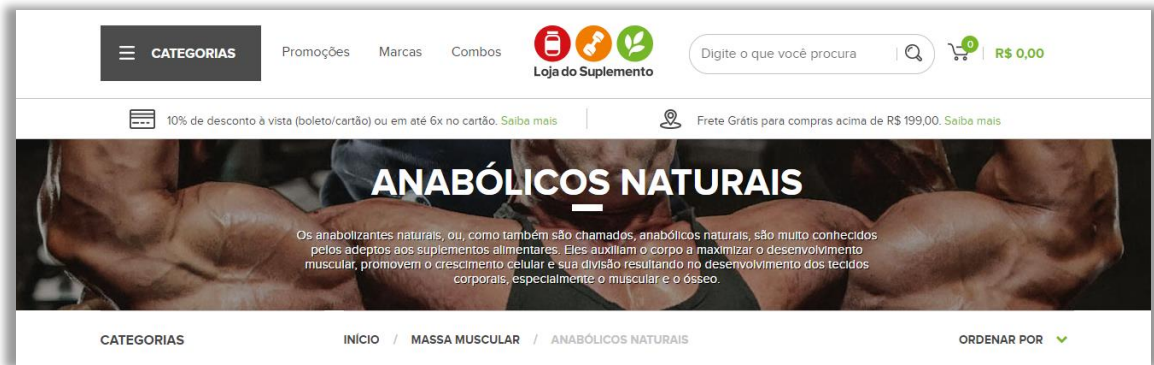 CATEGORIAS
Promoções
Marcas
Combos
Loja do Suplemento
Digite o que você procura
0
R$ 0,00
10% de desconto à vista (boleto/cartão) ou em até 6x no cartão. Saiba mais
Frete Grátis para compras acima de R$ 199,00. Saiba mais
ANABÓLICOS NATURAIS
Os anabolizantes naturais, ou, como também são chamados, anabólicos naturais, são muito conhecidos
pelos adeptos aos suplementos alimentares. Eles auxiliam o corpo a maximizar o desenvolvimento
muscular, promovem o crescimento celular e sua divisão resultando no desenvolvimento dos tecidos
corporais, especialmente o muscular e o ósseo.
CATEGORIAS
INÍCIO / MASSA MUSCULAR / ANABÓLICOS NATURAIS
ORDENAR POR